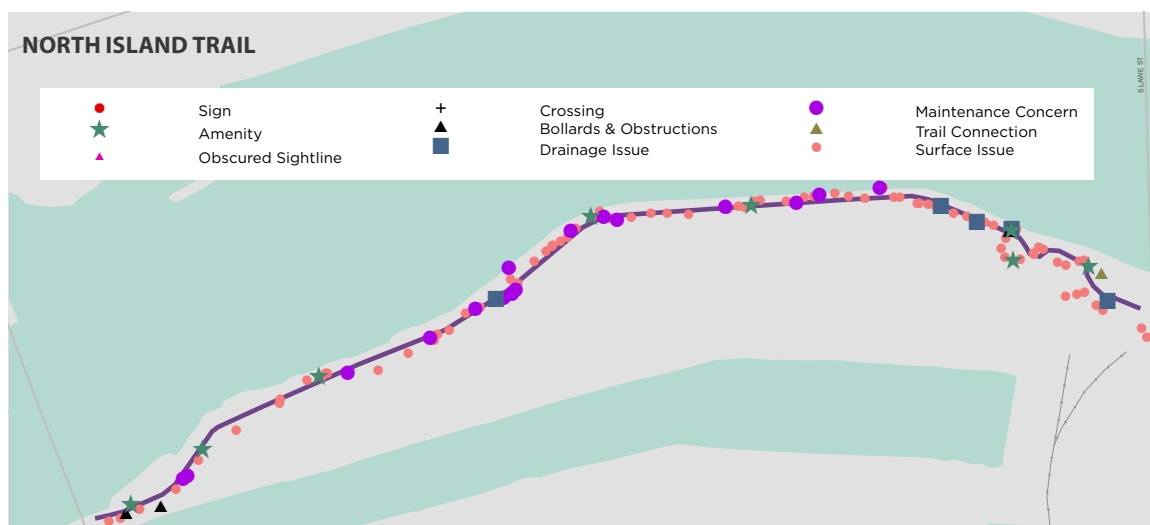 NORTH ISLAND TRAIL
S LAWE ST
Sign
Amenity
Obscured Sightline
Crossing
Bollards & Obstructions
Drainage Issue
Maintenance Concern
Trail Connection
Surface Issue